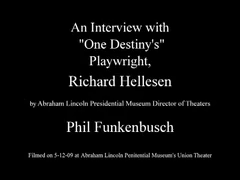 An Interview with
"One Destiny's"
Playwright,
Richard Hellesen
by Abraham Lincoln Presidential Museum Director of Theaters
Phil Funkenbusch
Filmed on 5-12-09 at Abraham Lincoln Penitential Museum's Union Theater